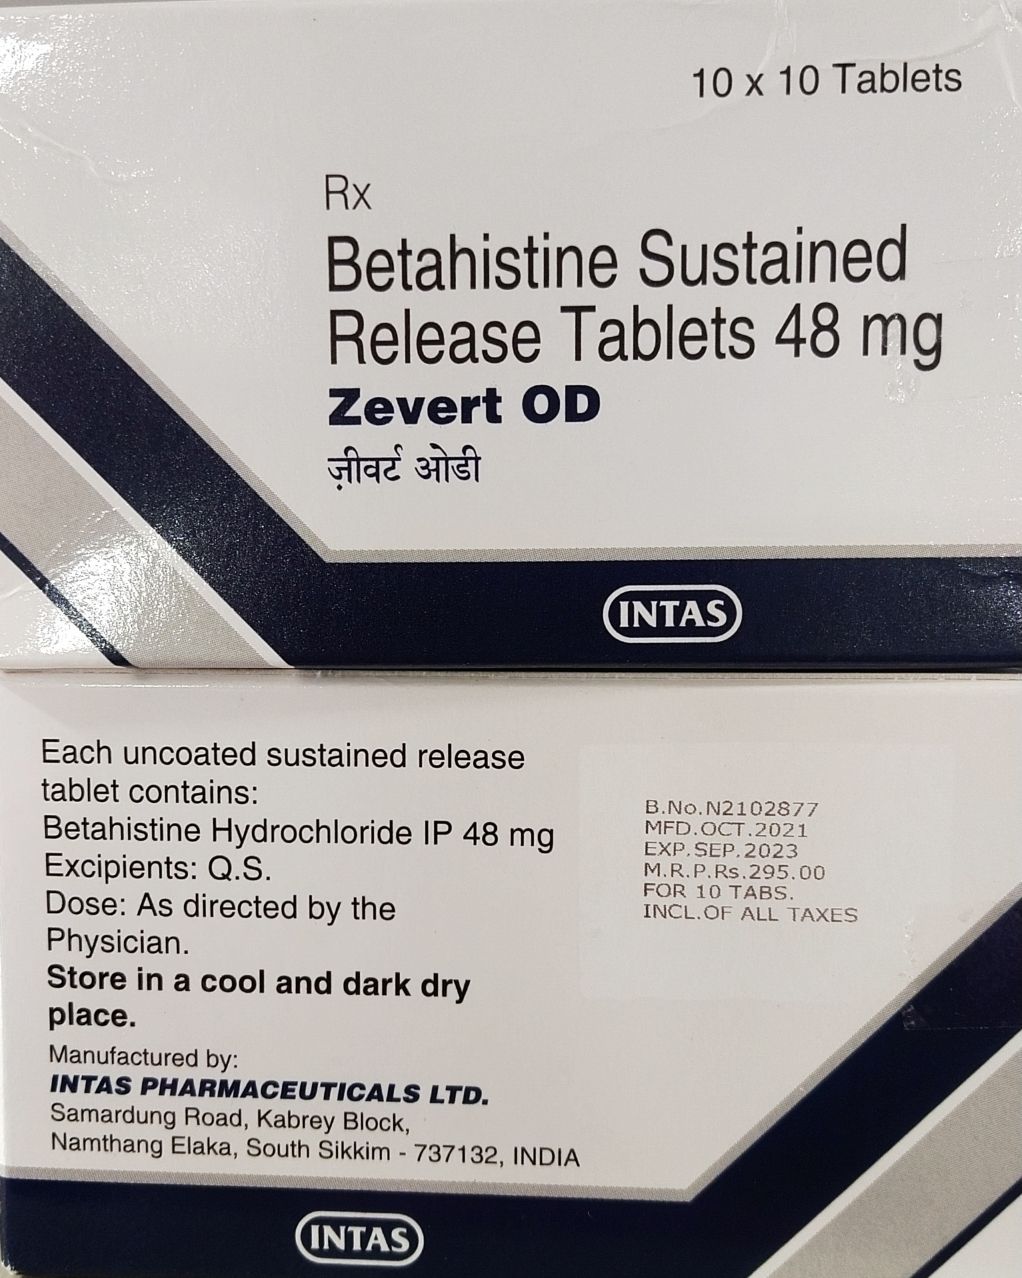 10 x 10 Tablets
Rx
Betahistine Sustained
Release Tablets 48 mg
Zevert OD
ज़ीवर्ट ओडी
INTAS
Each uncoated sustained release
tablet contains:
Betahistine Hydrochloride IP 48 mg
Excipients: Q.S.
Dose: As directed by the
Physician.
Store in a cool and dark dry
place.
Manufactured by:
INTAS PHARMACEUTICALS LTD.
Samardung Road, Kabrey Block,
Namthang Elaka, South Sikkim - 737132, INDIA
B.No.N2102877
MFD.OCT.2021
EXP.SEP.2023
M.R.P.Rs.295.00
FOR 10 TABS.
INCL.OF ALL TAXES
INTAS